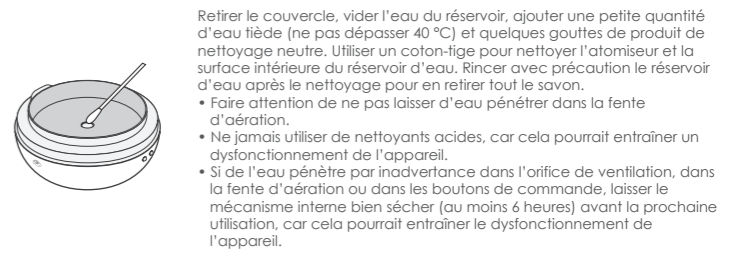 Retirer le couvercle, vider l'eau du réservoir, ajouter une petite quantité
d'eau tiède (ne pas dépasser 40 °C) et quelques gouttes de produit de
nettoyage neutre. Utiliser un coton-tige pour nettoyer l'atomiseur et la
surface intérieure du réservoir d'eau. Rincer avec précaution le réservoir
d'eau après le nettoyage pour en retirer tout le savon.
• Faire attention de ne pas laisser d'eau pénétrer dans la fente
d'aération.
• Ne jamais utiliser de nettoyants acides, car cela pourrait entraîner un
dysfonctionnement de l'appareil.
• Si de l'eau pénètre par inadvertance dans l'orifice de ventilation, dans
la fente d'aération ou dans les boutons de commande, laisser le
mécanisme interne bien sécher (au moins 6 heures) avant la prochaine
utilisation, car cela pourrait entraîner le dysfonctionnement de
l'appareil.